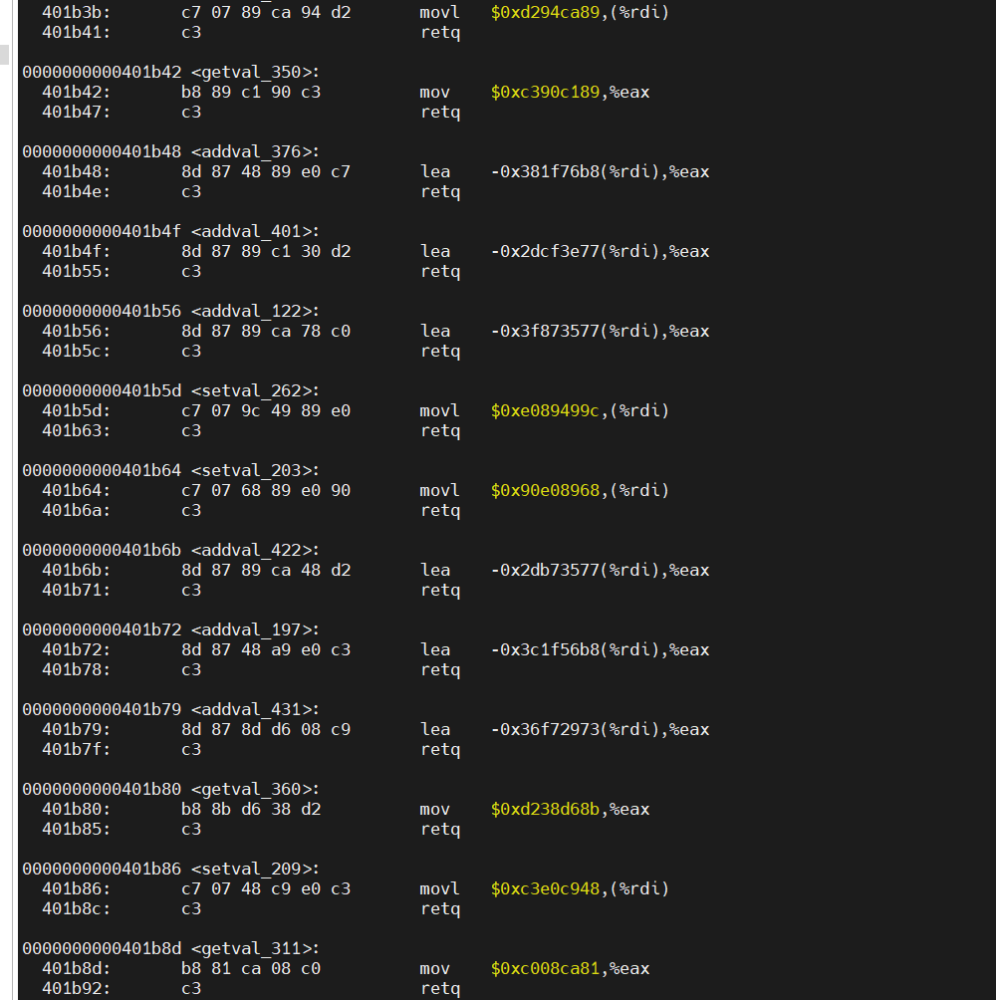 401b3b: c7 07 89 ca 94 d2 movl $0xd294ca89,(%rdi)
401b41: c3 retq
0000000000401b42 <getval_350>:
401b42: b8 89 c1 90 c3 mov $0xc390c189,%eax
401b47: c3 retq
0000000000401b48 <addval_376>:
401b48: 8d 87 48 89 e0 c7 lea -0x381f76b8(%rdi),%eax
401b4e: c3 retq
0000000000401b4f <addval_401>:
401b4f: 8d 87 89 c1 30 d2 lea -0x2dcf3e77(%rdi),%eax
401b55: c3 retq
0000000000401b56 <addval_122>:
401b56: 8d 87 89 ca 78 c0 lea -0x3f873577(%rdi),%eax
401b5c: c3 retq
0000000000401b5d <setval_262>:
401b5d: c7 07 9c 49 89 e0 movl $0xe089499c,(%rdi)
401b63: c3 retq
0000000000401b64 <setval_203>:
401b64: c7 07 68 89 e0 90 movl $0x90e08968,(%rdi)
401b6a: c3 retq
0000000000401b6b <addval_422>:
401b6b: 8d 87 89 ca 48 d2 lea -0x2db73577(%rdi),%eax
401b71: c3 retq
0000000000401b72 <addval_197>:
401b72: 8d 87 48 a9 e0 c3 lea -0x3c1f56b8(%rdi),%eax
401b78: c3 retq
0000000000401b79 <addval_431>:
401b79: 8d 87 8d d6 08 c9 lea -0x36f72973(%rdi),%eax
401b7f: c3 retq
0000000000401b80 <getval_360>:
401b80: b8 8b d6 38 d2 mov $0xd238d68b,%eax
401b85: c3 retq
0000000000401b86 <setval_209>:
401b86: c7 07 48 c9 e0 c3 movl $0xc3e0c948,(%rdi)
401b8c: c3 retq
0000000000401b8d <getval_311>:
401b8d: b8 81 ca 08 c0 mov $0xc008ca81,%eax
401b92: c3 retq